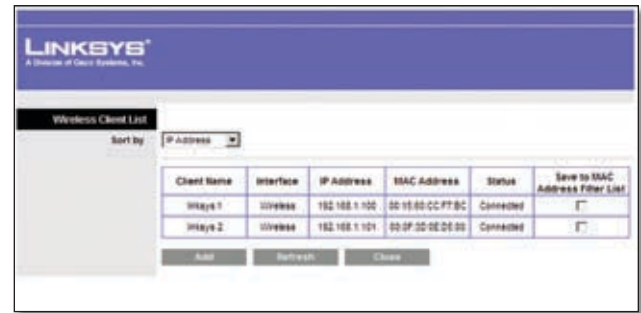 LINKSYS®
A Division of Cisco Systems, Inc.
Wireless Client List
Sort by IP Address
Client Name Interface IP Address MAC Address Status Save to MAC Address Filter List
Wireless 192.168.1.100 Connected
Wireless 192.168.1.101 Connected
Add Refresh Close